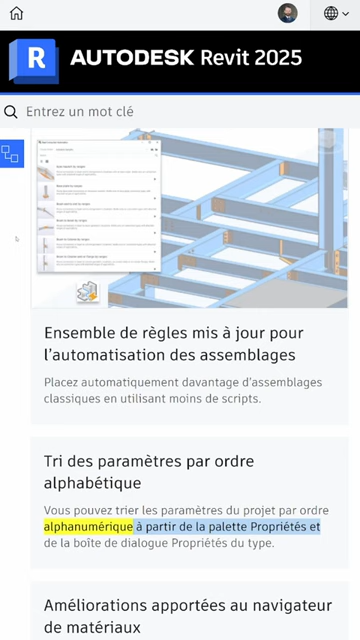 R AUTODESK Revit 2025
Entrez un mot clé
Ensemble de règles mis à jour pour
l'automatisation des assemblages
Placez automatiquement davantage d'assemblages
classiques en utilisant moins de scripts.
Tri des paramètres par ordre
alphabétique
Vous pouvez trier les paramètres du projet par ordre
alphanumérique à partir de la palette Propriétés et
de la boîte de dialogue Propriétés du type.
Améliorations apportées au navigateur
de matériaux